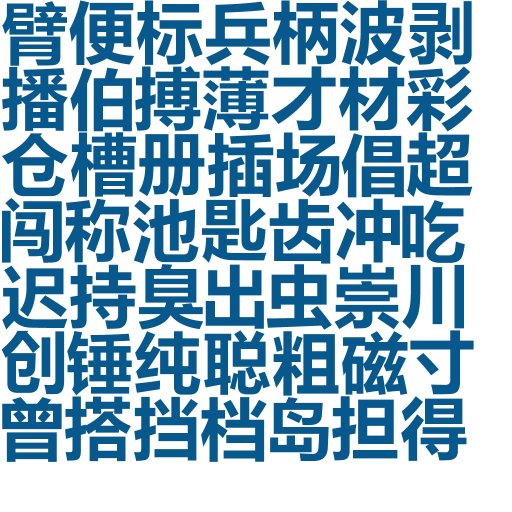 臂便标兵柄波剥
播伯搏薄才材彩
仓槽册插场倡超
闯称池匙齿冲吃
迟持臭出虫崇川
创锤纯聪粗磁寸
曾搭挡档岛担得